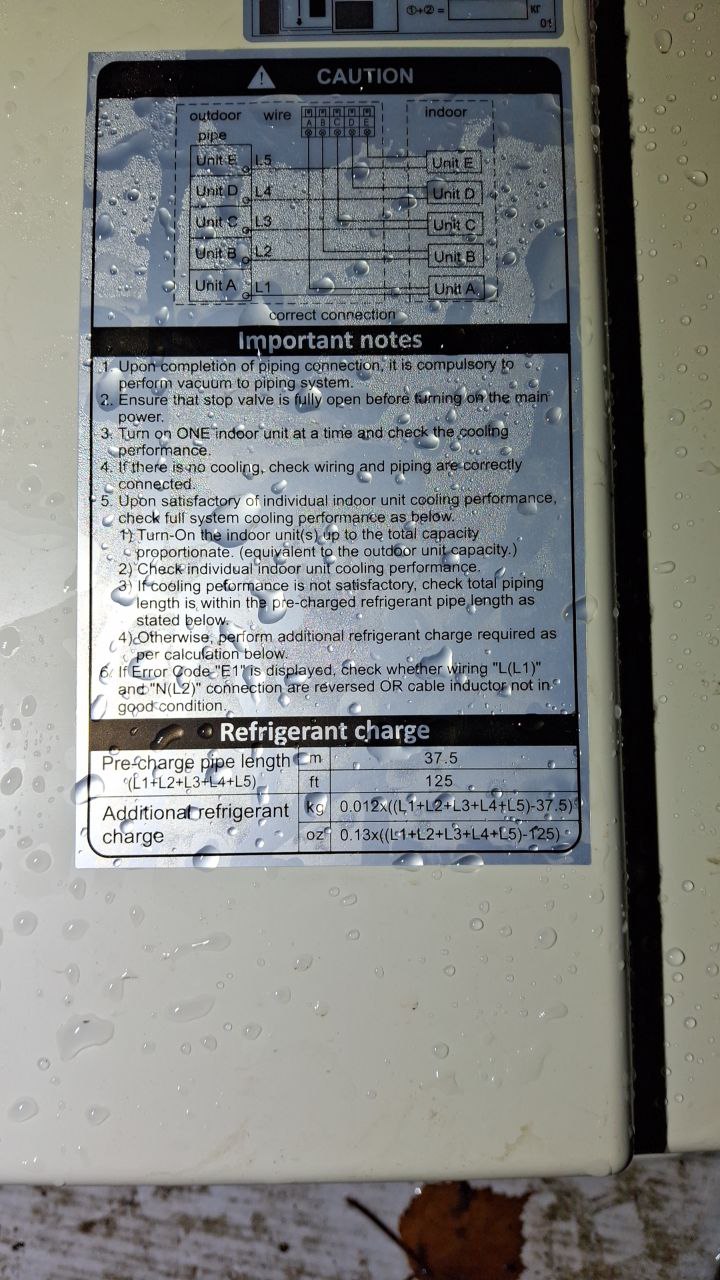 ①+②=
кг
CAUTION
outdoor wire indoor
A B C D E
pipe
Unit E L5 Unit E
Unit D L4 Unit D
Unit C L3 Unit C
Unit B L2 Unit B
Unit A L1 Unit A
correct connection
Important notes
1. Upon completion of piping connection, it is compulsory to
perform vacuum to piping system.
2. Ensure that stop valve is fully open before turning on the main
power.
3. Turn on ONE indoor unit at a time and check the cooling
performance.
4. If there is no cooling, check wiring and piping are correctly
connected.
5. Upon satisfactory of individual indoor unit cooling performance,
check full system cooling performance as below.
1) Turn-On the indoor unit(s) up to the total capacity
proportionate. (equivalent to the outdoor unit capacity.)
2) Check individual indoor unit cooling performance.
3) If cooling peformance is not satisfactory, check total piping
length is within the pre-charged refrigerant pipe length as
stated below.
4) Otherwise, perform additional refrigerant charge required as
per calculation below.
6. If Error Code "E1" is displayed, check whether wiring "L(L1)"
and "N(L2)" connection are reversed OR cable inductor not in
good condition.
Refrigerant charge
Pre-charge pipe length m 37.5
(L1+L2+L3+L4+L5) ft 125
Additional refrigerant kg 0.012x((L1+L2+L3+L4+L5)-37.5)
charge oz 0.13x((L1+L2+L3+L4+L5)-125)